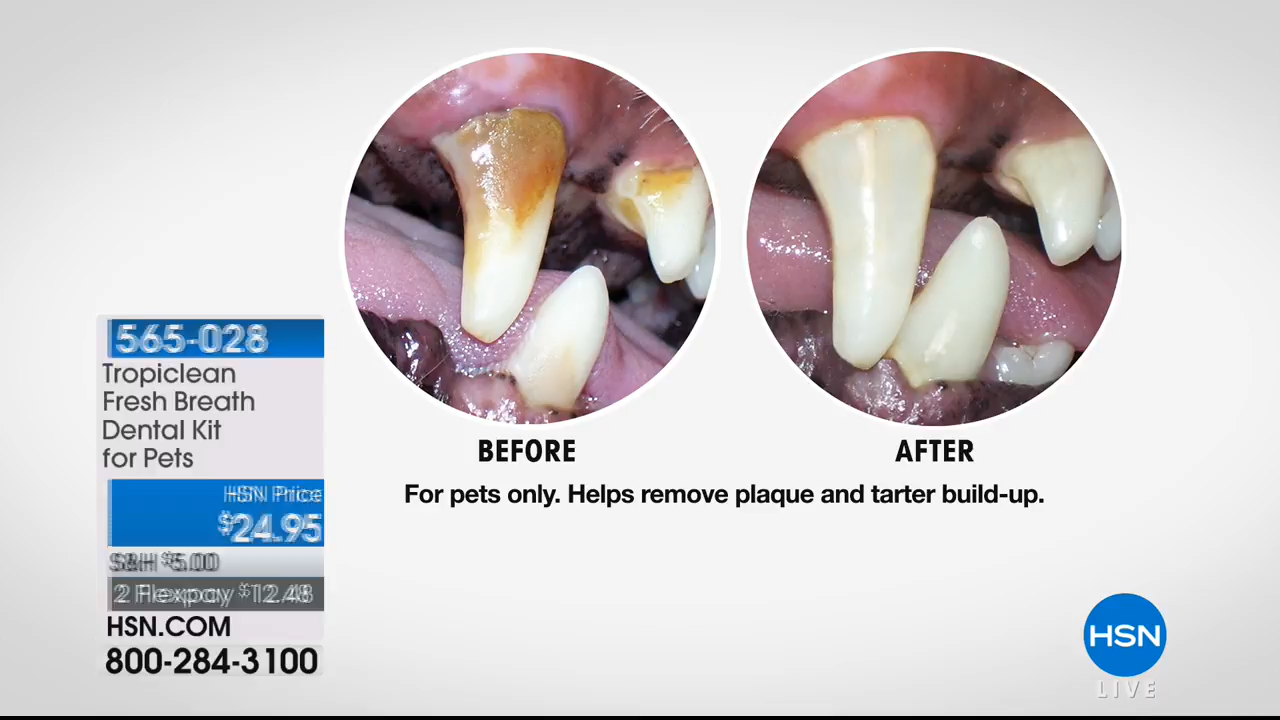 BEFORE
AFTER
For pets only. Helps remove plaque and tarter build-up.
565-028
Tropiclean
Fresh Breath
Dental Kit
for Pets
HSN Price
$24.95
S&H $5.00
2 Flexpay $12.48
HSN.COM
800-284-3100
HSN
LIVE